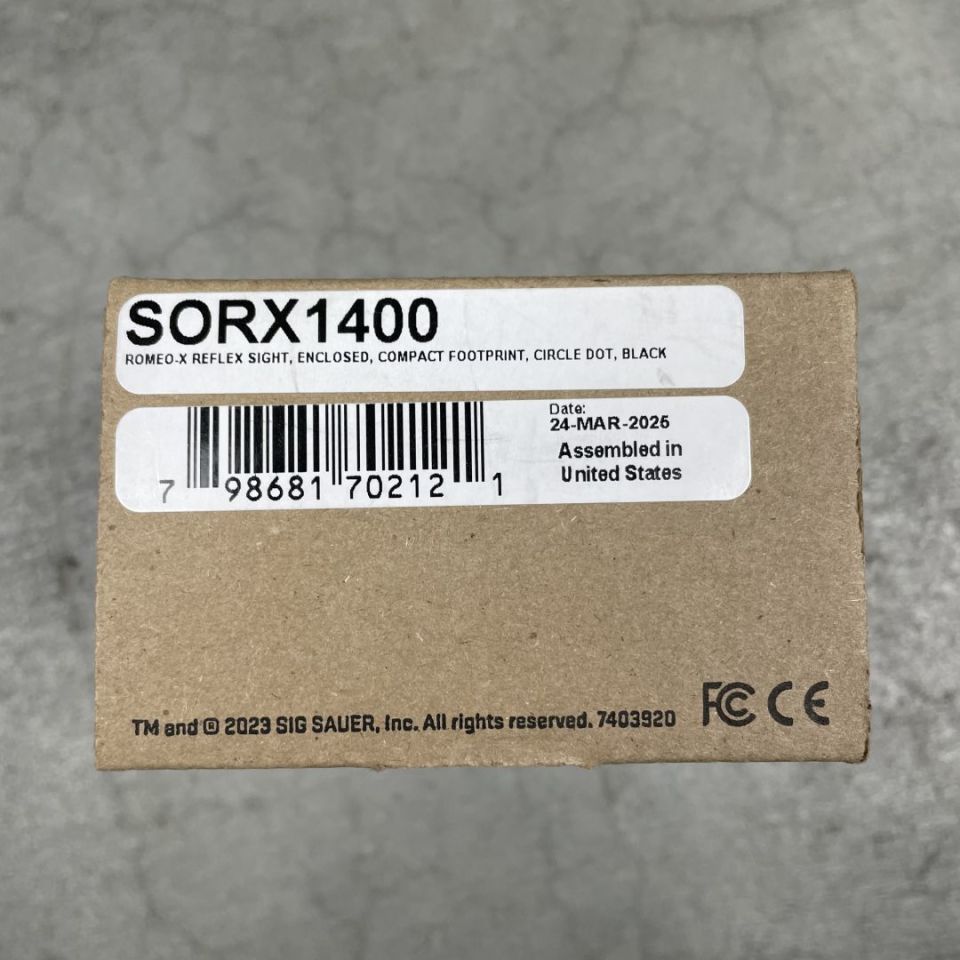 SORX1400
ROMEO-X REFLEX SIGHT, ENCLOSED, COMPACT FOOTPRINT, CIRCLE DOT, BLACK
Date:
24-MAR-2025
Assembled in
United States
7 98681 70212 1
TM and ® 2023 SIG SAUER, Inc. All rights reserved. 7403920
FC CE